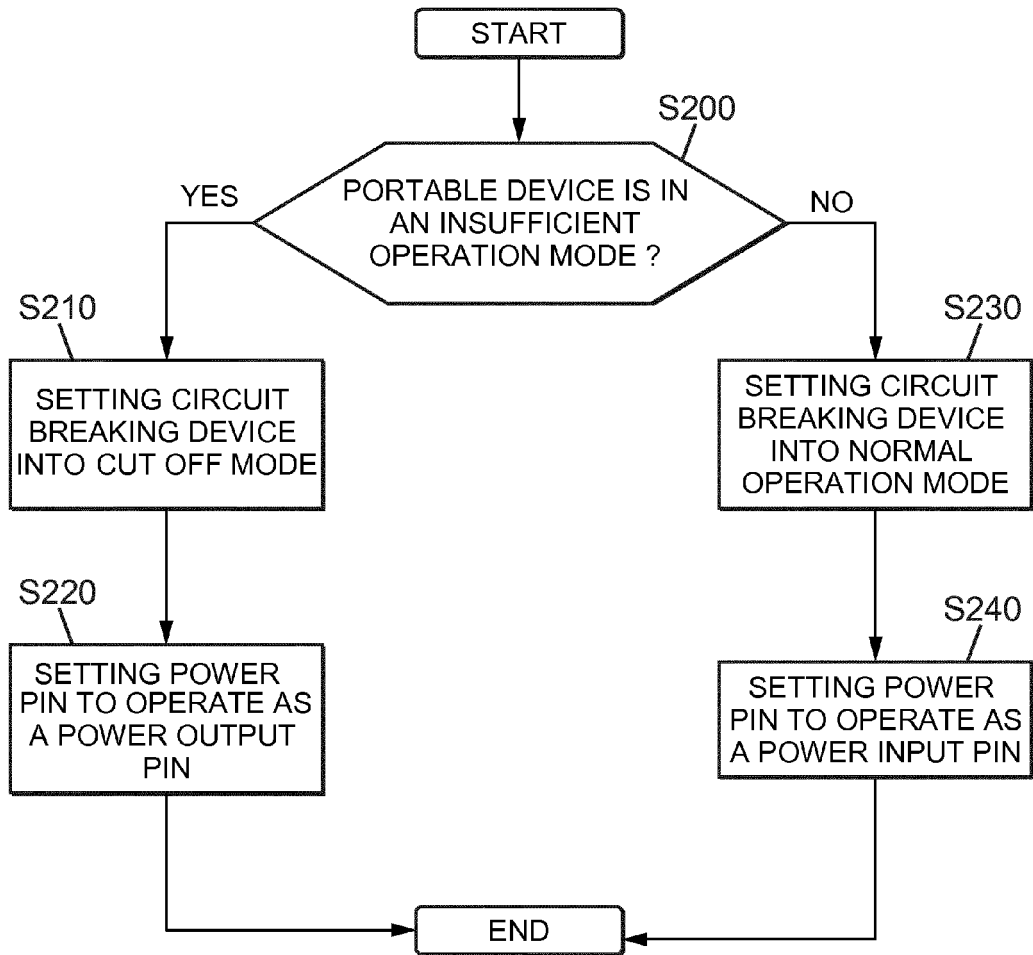 START
S200
PORTABLE DEVICE IS IN
AN INSUFFICIENT
OPERATION MODE ?
YES
NO
S210
SETTING CIRCUIT
BREAKING DEVICE
INTO CUT OFF MODE
S230
SETTING CIRCUIT
BREAKING DEVICE
INTO NORMAL
OPERATION MODE
S220
SETTING POWER
PIN TO OPERATE AS
A POWER OUTPUT
PIN
S240
SETTING POWER
PIN TO OPERATE AS
A POWER INPUT PIN
END